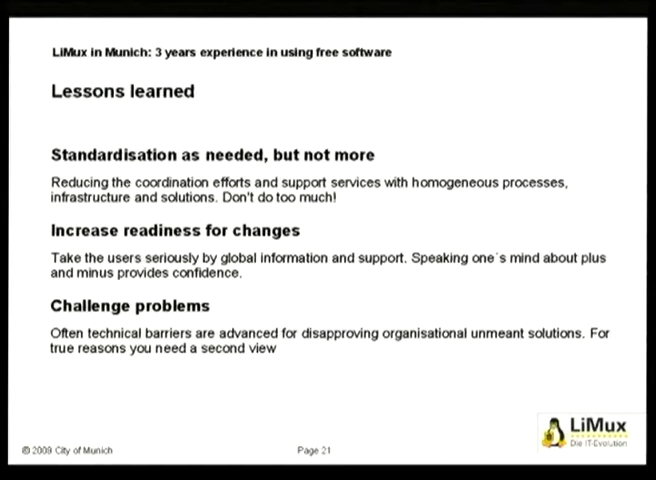 LiMux in Munich: 3 years experience in using free software
Lessons learned
Standardisation as needed, but not more
Reducing the coordination efforts and support services with homogeneous processes,
infrastructure and solutions. Don't do too much!
Increase readiness for changes
Take the users seriously by global information and support. Speaking one´s mind about plus
and minus provides confidence.
Challenge problems
Often technical barriers are advanced for disapproving organisational unmeant solutions. For
true reasons you need a second view
LiMux
Die IT-Evolution
© 2009 City of Munich
Page 21